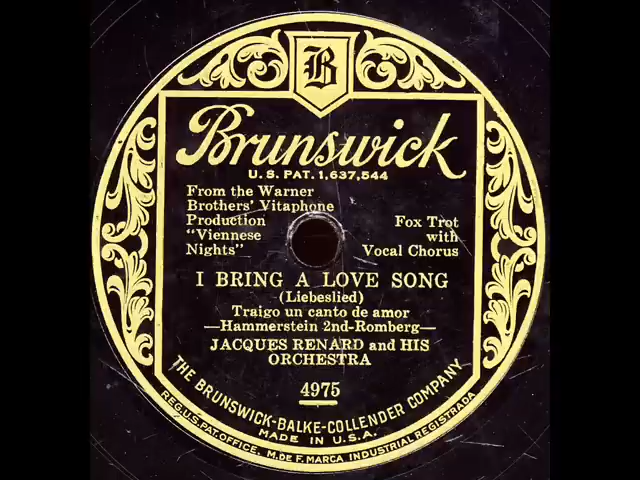 B
Brunswick
U.S. PAT. 1,637,544
From the Warner
Brothers' Vitaphone
Production
"Viennese
Nights"
Fox Trot
with
Vocal Chorus
I BRING A LOVE SONG
(Liebeslied)
Traigo un canto de amor
—Hammerstein 2nd-Romberg—
JACQUES RENARD and HIS
ORCHESTRA
4975
THE BRUNSWICK-BALKE-COLLENDER COMPANY
MADE IN U.S.A.
REG. U.S. PAT. OFFICE. M. DE F. MARCA INDUSTRIAL REGISTRADA